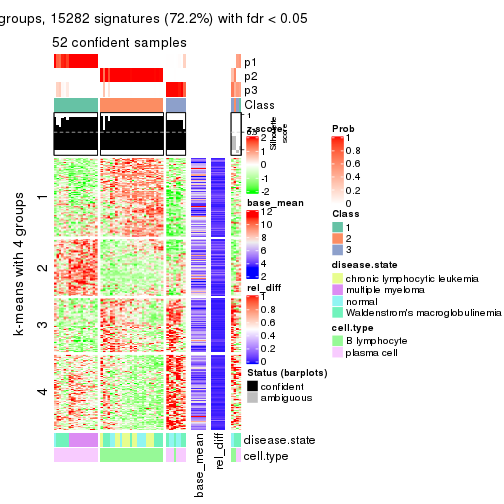 groups, 15282 signatures (72.2%) with fdr < 0.05
52 confident samples
p1
p2
p3
Class
1
0.5
0
Silhouette
score
k-means with 4 groups
1
2
3
4
z-score
2
1
0
-1
-2
base_mean
12
10
8
6
4
2
rel_diff
1
0.8
0.6
0.4
0.2
0
Status (barplots)
confident
ambiguous
Prob
1
0.8
0.6
0.4
0.2
0
Class
1
2
3
disease.state
chronic lymphocytic leukemia
multiple myeloma
normal
Waldenstrom's macroglobulinemia
cell.type
B lymphocyte
plasma cell
disease.state
cell.type
base_mean
rel_diff